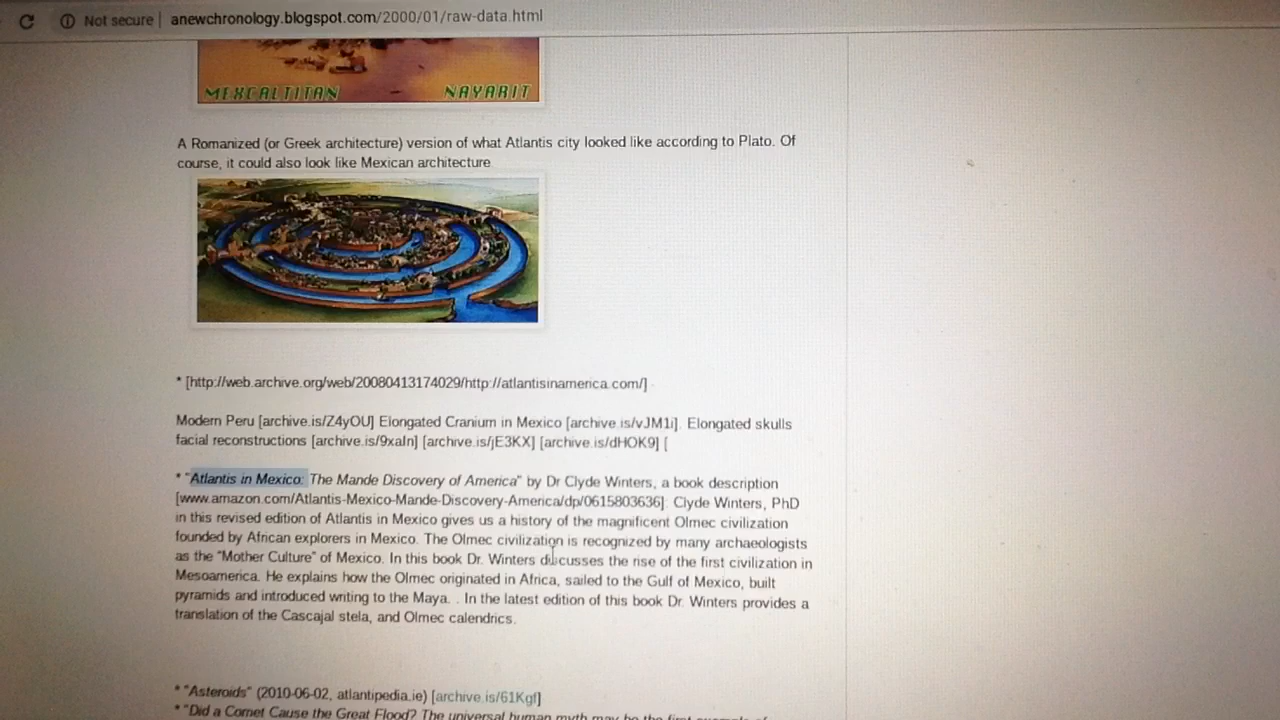 Not secure | anewchronology.blogspot.com/2000/01/raw-data.html
MEXCALTITAN NAYARIT
A Romanized (or Greek architecture) version of what Atlantis city looked like according to Plato. Of
course, it could also look like Mexican architecture.
* [http://web.archive.org/web/20080413174029/http://atlantisinamerica.com/]
Modern Peru [archive.is/Z4yOU] Elongated Cranium in Mexico [archive.is/vJM1i]. Elongated skulls
facial reconstructions [archive.is/9xaln] [archive.is/jE3KX] [archive.is/dHOK9] [
* "Atlantis in Mexico: The Mande Discovery of America" by Dr Clyde Winters, a book description
[www.amazon.com/Atlantis-Mexico-Mande-Discovery-America/dp/0615803636]: Clyde Winters, PhD
in this revised edition of Atlantis in Mexico gives us a history of the magnificent Olmec civilization
founded by African explorers in Mexico. The Olmec civilization is recognized by many archaeologists
as the "Mother Culture" of Mexico. In this book Dr. Winters discusses the rise of the first civilization in
Mesoamerica. He explains how the Olmec originated in Africa, sailed to the Gulf of Mexico, built
pyramids and introduced writing to the Maya. . In the latest edition of this book Dr. Winters provides a
translation of the Cascajal stela, and Olmec calendrics.
* "Asteroids" (2010-06-02, atlantipedia.ie) [archive.is/61Kgf]
* "Did a Comet Cause the Great Flood? The universal human myth may be the first example of